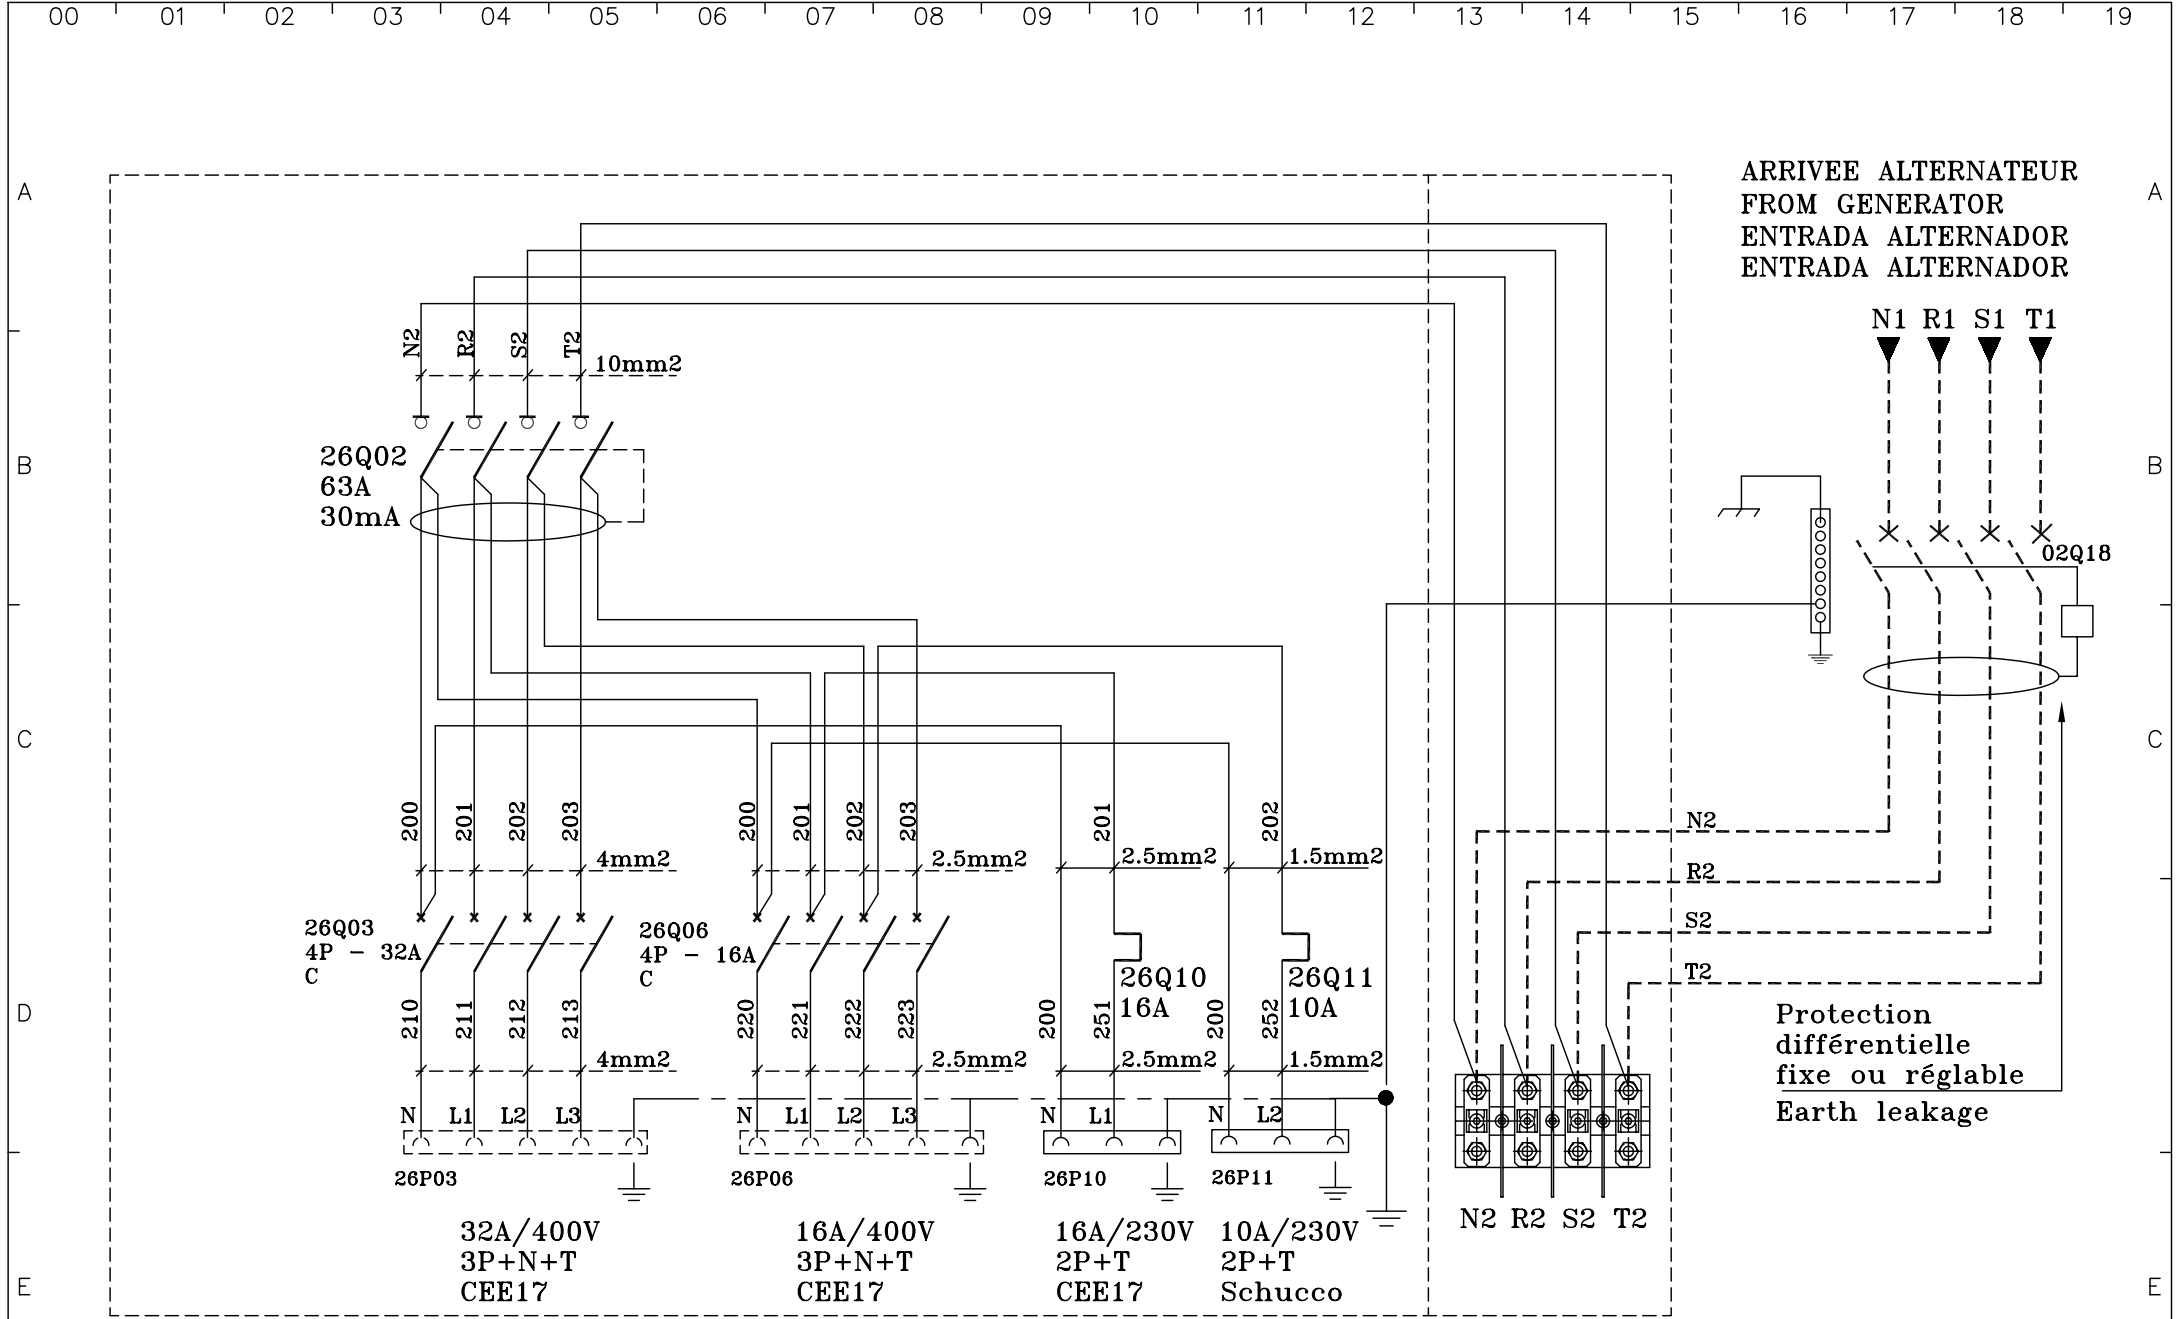 00 01 02 03 04 05 06 07 08 09 10 11 12 13 14 15 16 17 18 19
A
A
ARRIVEE ALTERNATEUR
FROM GENERATOR
ENTRADA ALTERNADOR
ENTRADA ALTERNADOR
N1 R1 S1 T1
N2 R2 S2 T2
10mm2
B
B
26Q02
63A
30mA
02Q18
C
C
200 201 202 203
4mm2
200 201 202 203
2.5mm2
201
2.5mm2
202
1.5mm2
N2
R2
S2
T2
26Q03
4P - 32A
C
26Q06
4P - 16A
C
26Q10
16A
26Q11
10A
D
D
210 211 212 213
4mm2
220 221 222 223
2.5mm2
200 251
2.5mm2
200 252
1.5mm2
Protection
différentielle
fixe ou réglable
Earth leakage
N L1 L2 L3
N L1 L2 L3
N L1
N L2
26P03
26P06
26P10
26P11
N2 R2 S2 T2
32A/400V
3P+N+T
CEE17
16A/400V
3P+N+T
CEE17
16A/230V
2P+T
CEE17
10A/230V
2P+T
Schucco
E
E